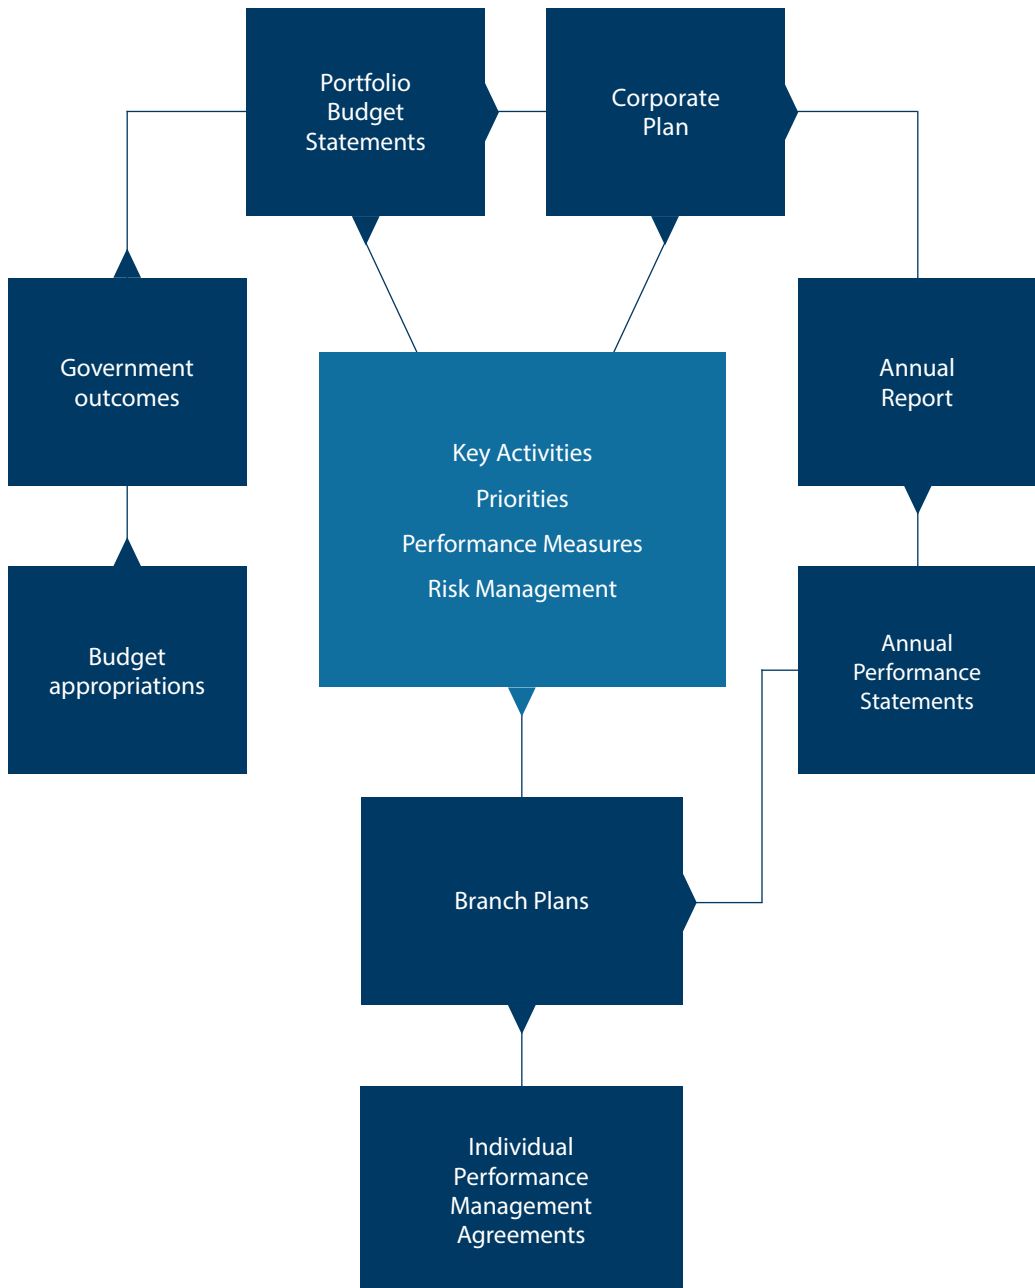 Portfolio
Budget
Statements
Corporate
Plan
Government
outcomes
Annual
Report
Key Activities
Priorities
Performance Measures
Risk Management
Budget
appropriations
Annual
Performance
Statements
Branch Plans
Individual
Performance
Management
Agreements